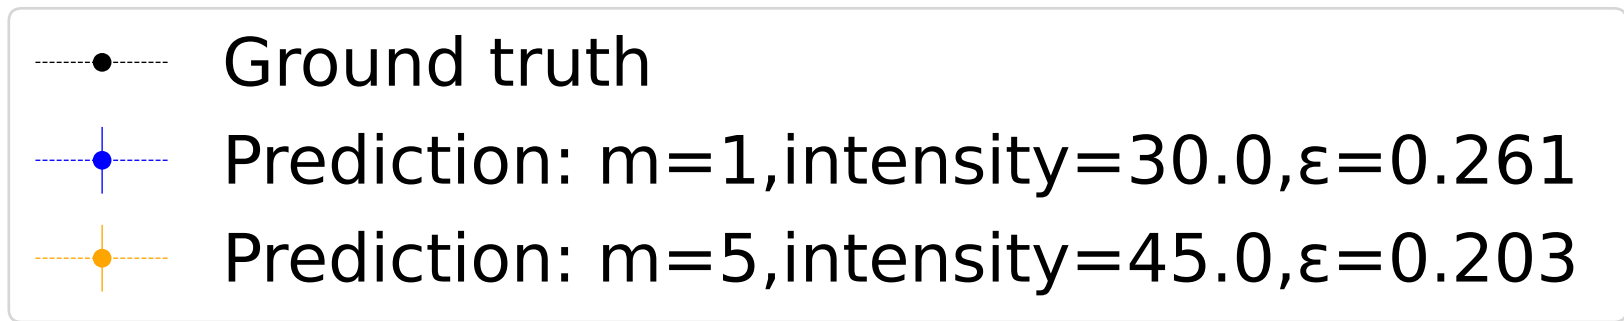 Ground truth
Prediction: m=1,intensity=30.0,ε=0.261
Prediction: m=5,intensity=45.0,ε=0.203